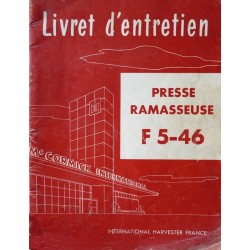 Livret d'entretien
PRESSE
RAMASSEUSE
F 5-46
McCORMICK INTERNATIONAL
INTERNATIONAL HARVESTER FRANCE